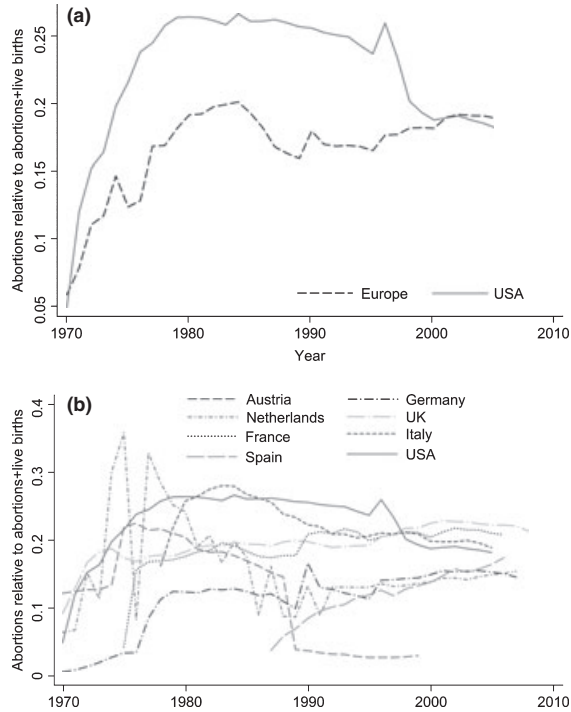 (a)
Abortions relative to abortions+live births
0.25
0.2
0.15
0.1
0.05
Europe
USA
1970
1980
1990
2000
2010
Year
(b)
Abortions relative to abortions+live births
0.4
0.3
0.2
0.1
0
Austria
Germany
Netherlands
UK
France
Italy
Spain
USA
1970
1980
1990
2000
2010